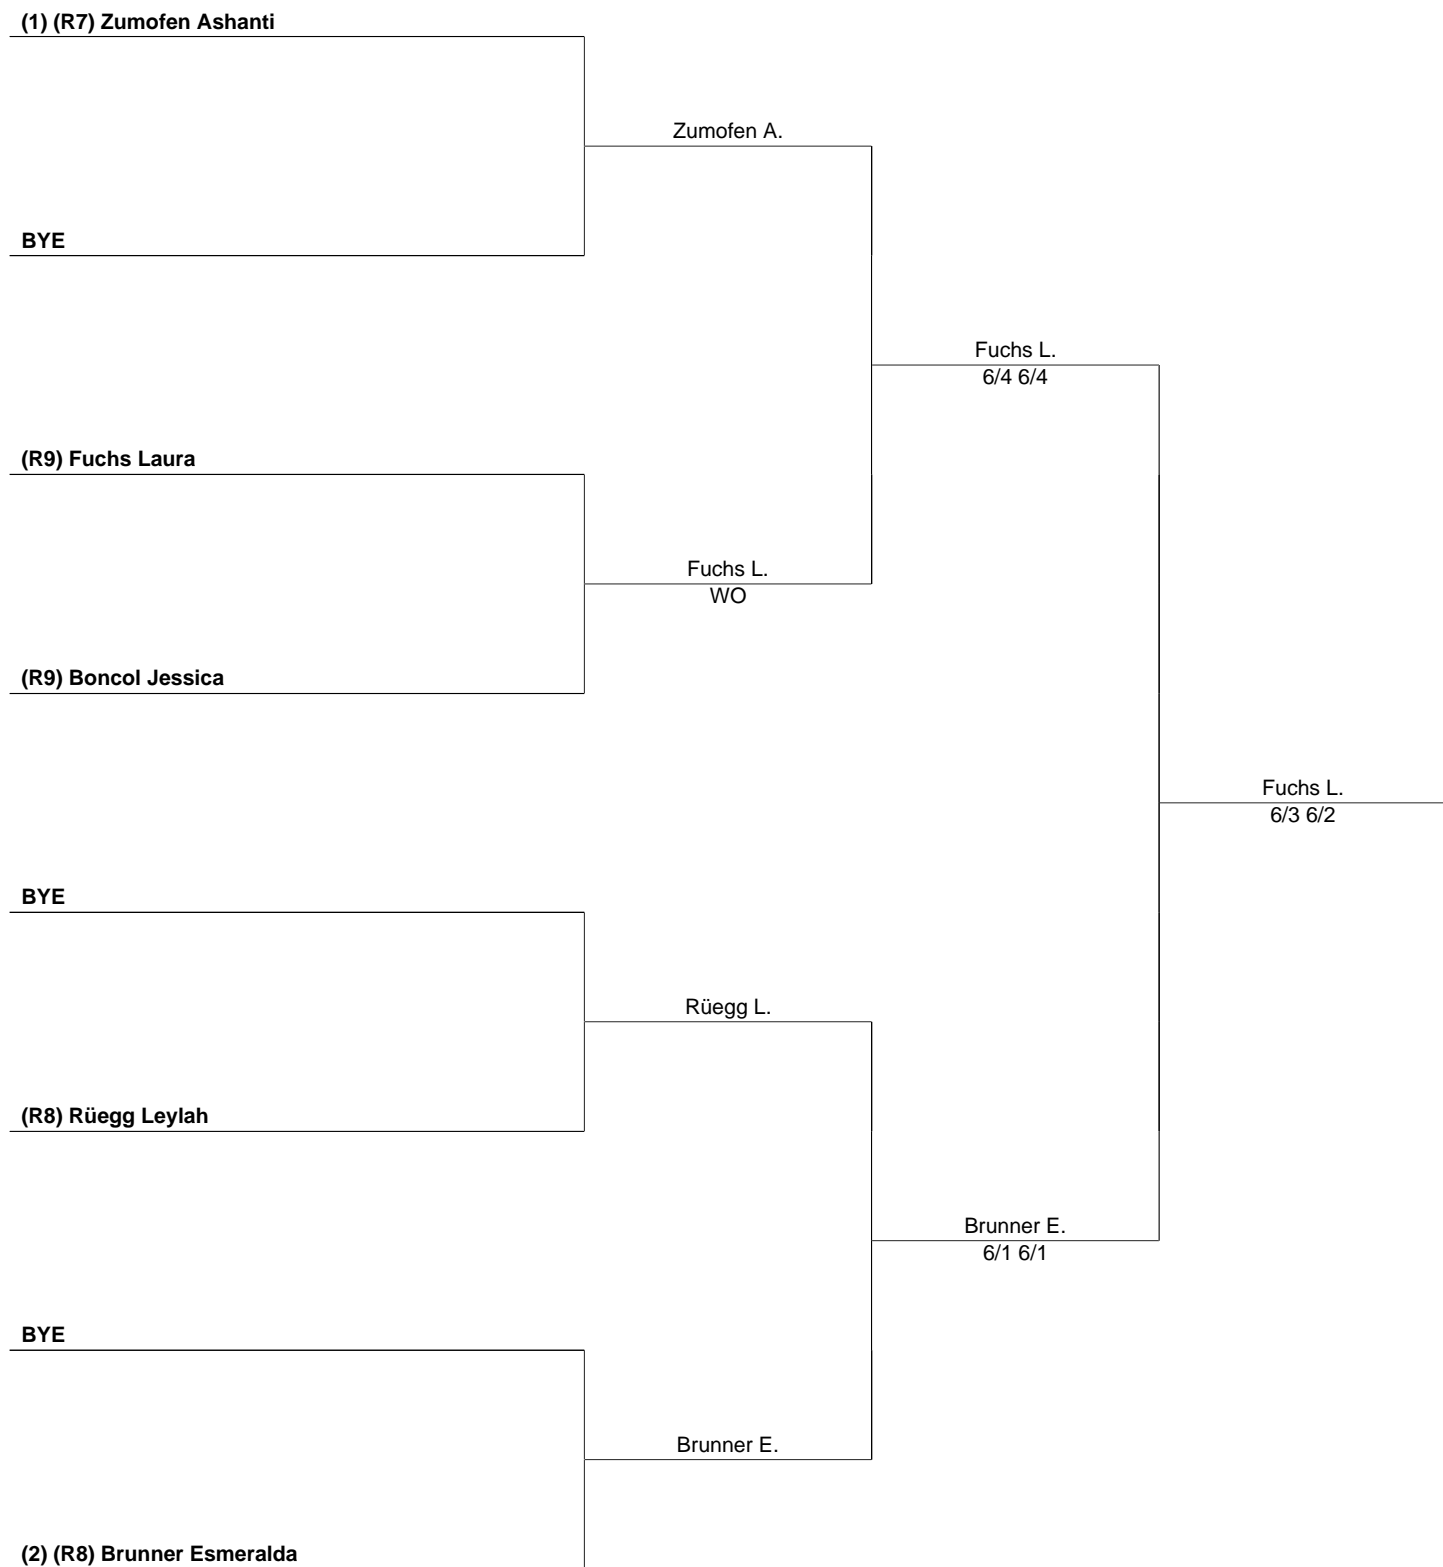 (1) (R7) Zumofen Ashanti
Zumofen A.
BYE
Fuchs L.
6/4 6/4
(R9) Fuchs Laura
Fuchs L.
WO
(R9) Boncol Jessica
Fuchs L.
6/3 6/2
BYE
Rüegg L.
(R8) Rüegg Leylah
Brunner E.
6/1 6/1
BYE
Brunner E.
(2) (R8) Brunner Esmeralda